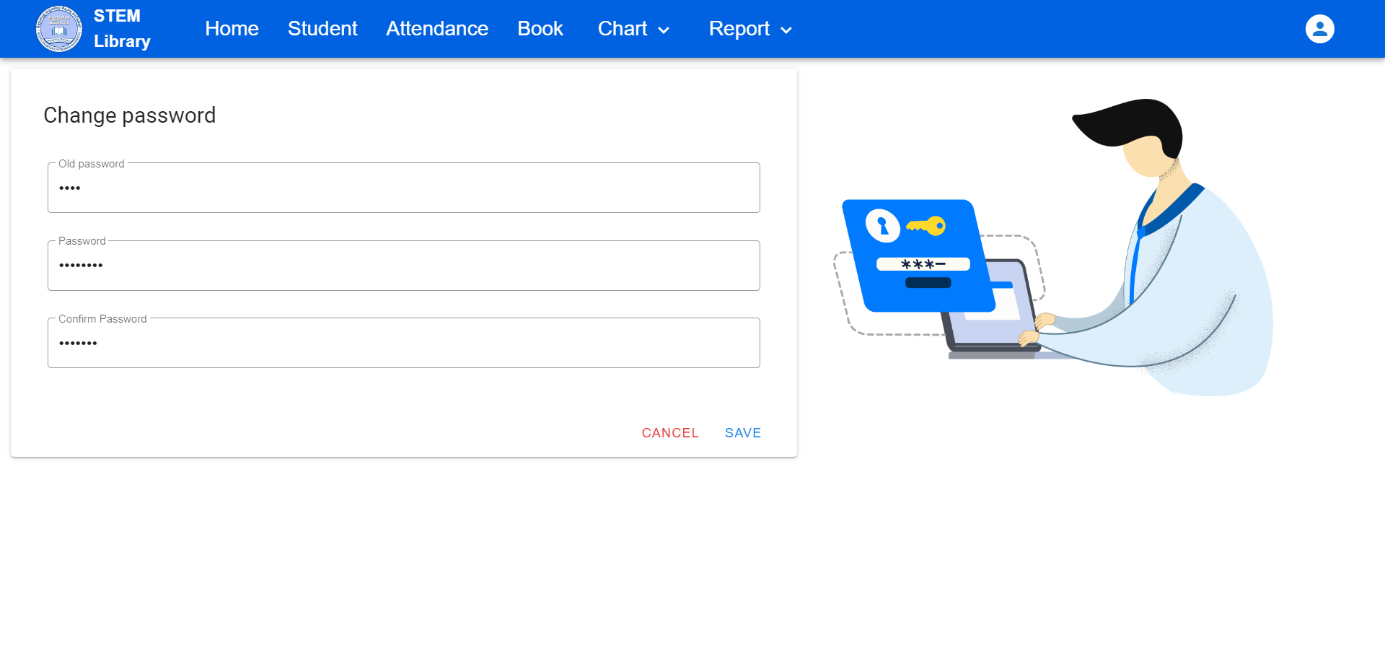 STEM
Library
Home Student Attendance Book Chart Report
Change password
Old password
••••
Password
••••••••
Confirm Password
•••••••
CANCEL SAVE
***–